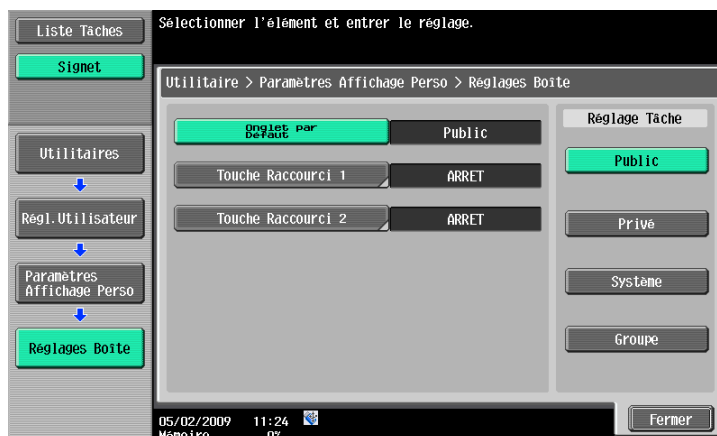 Liste Tâches
Sélectionner l'élément et entrer le réglage.
Signet
Utilitaire > Paramètres Affichage Perso > Réglages Boîte
Onglet par
Défaut
Public
Réglage Tâche
Utilitaires
Public
Touche Raccourci 1
ARRET
Régl.Utilisateur
Touche Raccourci 2
ARRET
Privé
Paramètres
Affichage Perso
Système
Réglages Boîte
Groupe
05/02/2009 11:24
Mémoire 0%
Fermer